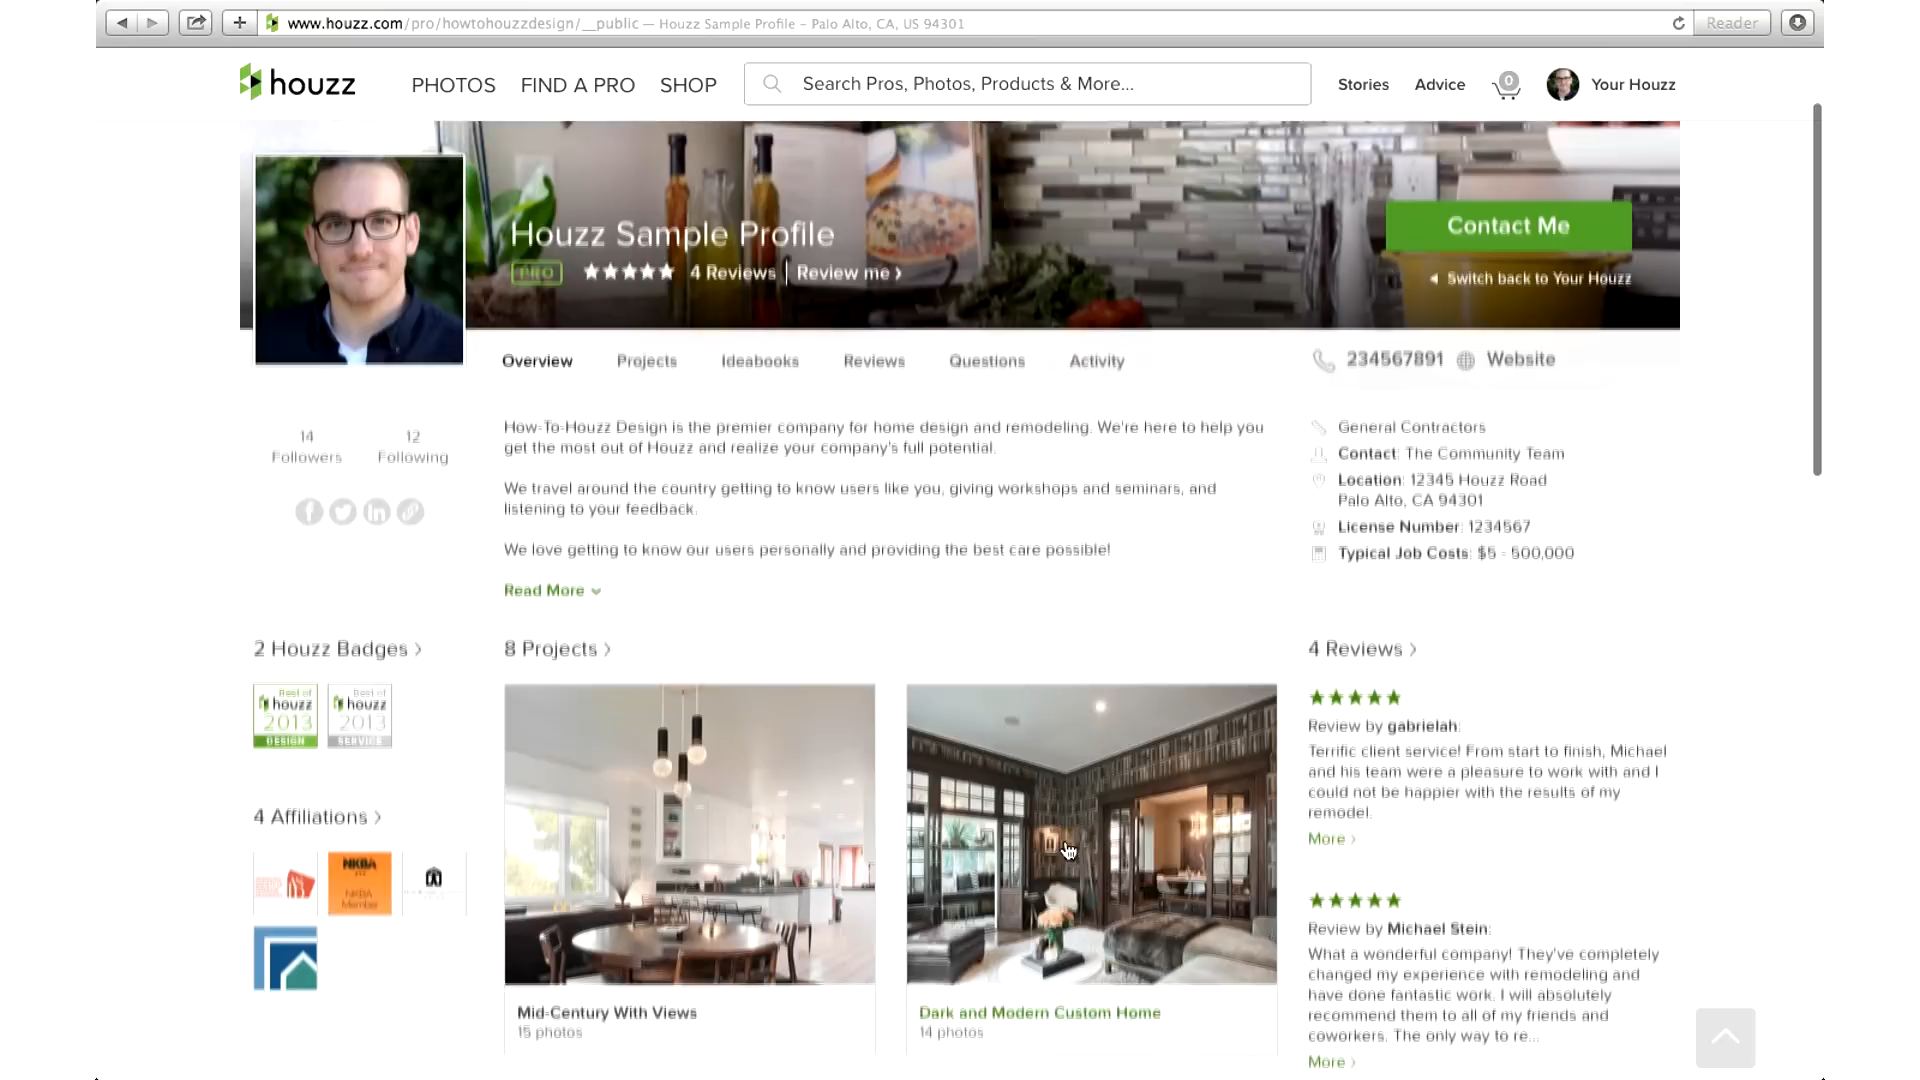 www.houzz.com/pro/howtohouzzdesign/__public — Houzz Sample Profile – Palo Alto, CA, US 94301
Reader
houzz
PHOTOS
FIND A PRO
SHOP
Search Pros, Photos, Products & More...
Stories
Advice
0
Your Houzz
Houzz Sample Profile
PRO
4 Reviews | Review me ›
Contact Me
Switch back to Your Houzz
Overview
Projects
Ideabooks
Reviews
Questions
Activity
234567891
Website
14
Followers
12
Following
How-To-Houzz Design is the premier company for home design and remodeling. We're here to help you
get the most out of Houzz and realize your company's full potential.
We travel around the country getting to know users like you, giving workshops and seminars, and
listening to your feedback.
We love getting to know our users personally and providing the best care possible!
Read More
General Contractors
Contact: The Community Team
Location: 12345 Houzz Road
Palo Alto, CA 94301
License Number: 1234567
Typical Job Costs: $5 - 500,000
2 Houzz Badges ›
Best of
houzz
2013
DESIGN
Best of
houzz
2013
SERVICE
4 Affiliations ›
NKBA
NKBA
Member
8 Projects ›
Mid-Century With Views
15 photos
Dark and Modern Custom Home
14 photos
4 Reviews ›
Review by gabrielah:
Terrific client service! From start to finish, Michael
and his team were a pleasure to work with and I
could not be happier with the results of my
remodel.
More ›
Review by Michael Stein:
What a wonderful company! They've completely
changed my experience with remodeling and
have done fantastic work. I will absolutely
recommend them to all of my friends and
coworkers. The only way to re...
More ›